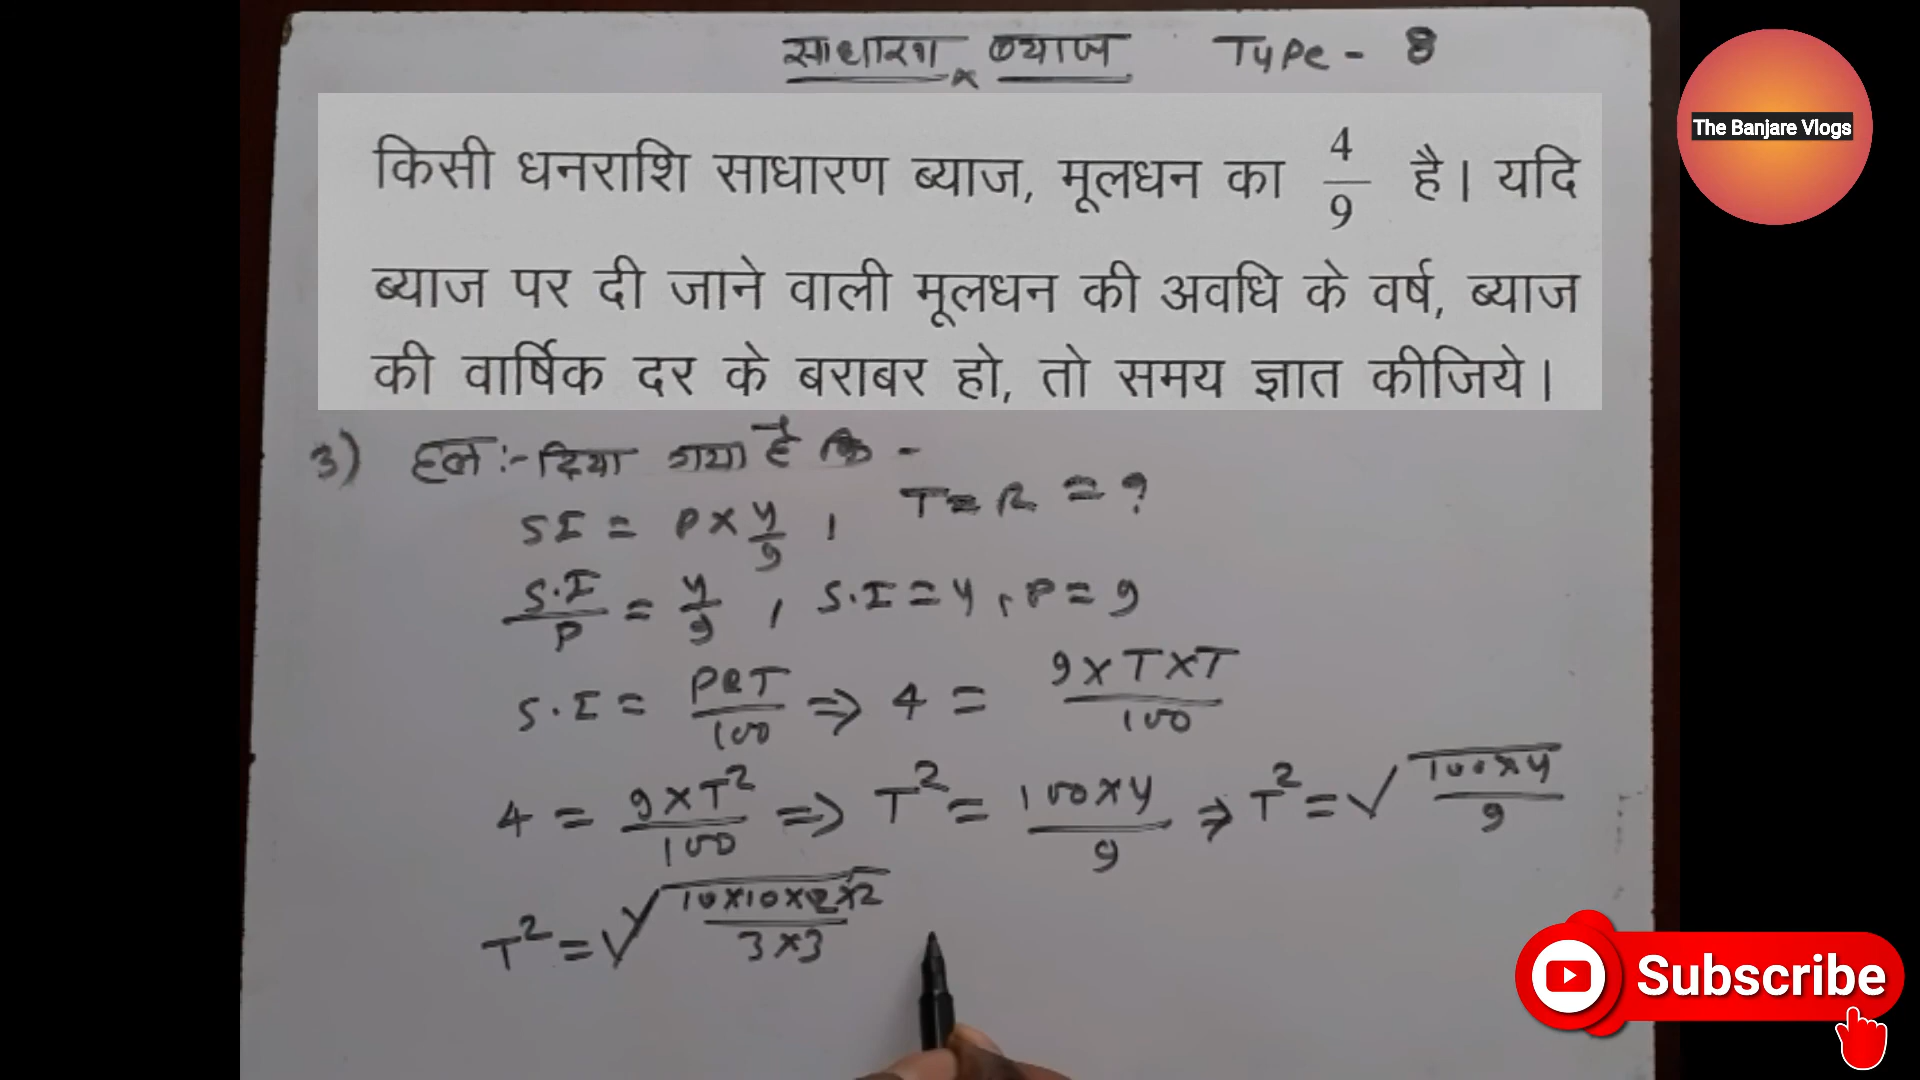 साधारण ब्याज Type - 8
The Banjare Vlogs
किसी धनराशि साधारण ब्याज, मूलधन का 4/9 है। यदि
ब्याज पर दी जाने वाली मूलधन की अवधि के वर्ष, ब्याज
की वार्षिक दर के बराबर हो, तो समय ज्ञात कीजिये।
3) हल :- दिया गया है कि -
SI = P × 4/9 , T = R = ?
S.I/P = 4/9 , S.I = 4 , P = 9
S.I = PRT/100 ⇒ 4 = 9×T×T/100
4 = 9×T²/100 ⇒ T² = 100×4/9 ⇒ T² = √100×4/9
T² = √10×10×2×2/3×3
Subscribe